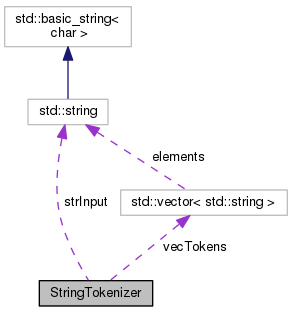 std::basic_string<
char >
std::string
elements
strInput
std::vector< std::string >
vecTokens
StringTokenizer